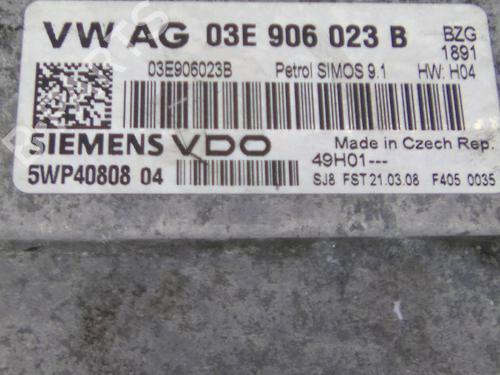 VW AG 03E 906 023 B BZG
1891
03E906023B Petrol SIMOS 9.1 HW: H04
SIEMENS VDO Made in Czech Rep.
49H01---
5WP40808 04 SJ8 FST 21.03.08 F405 0035